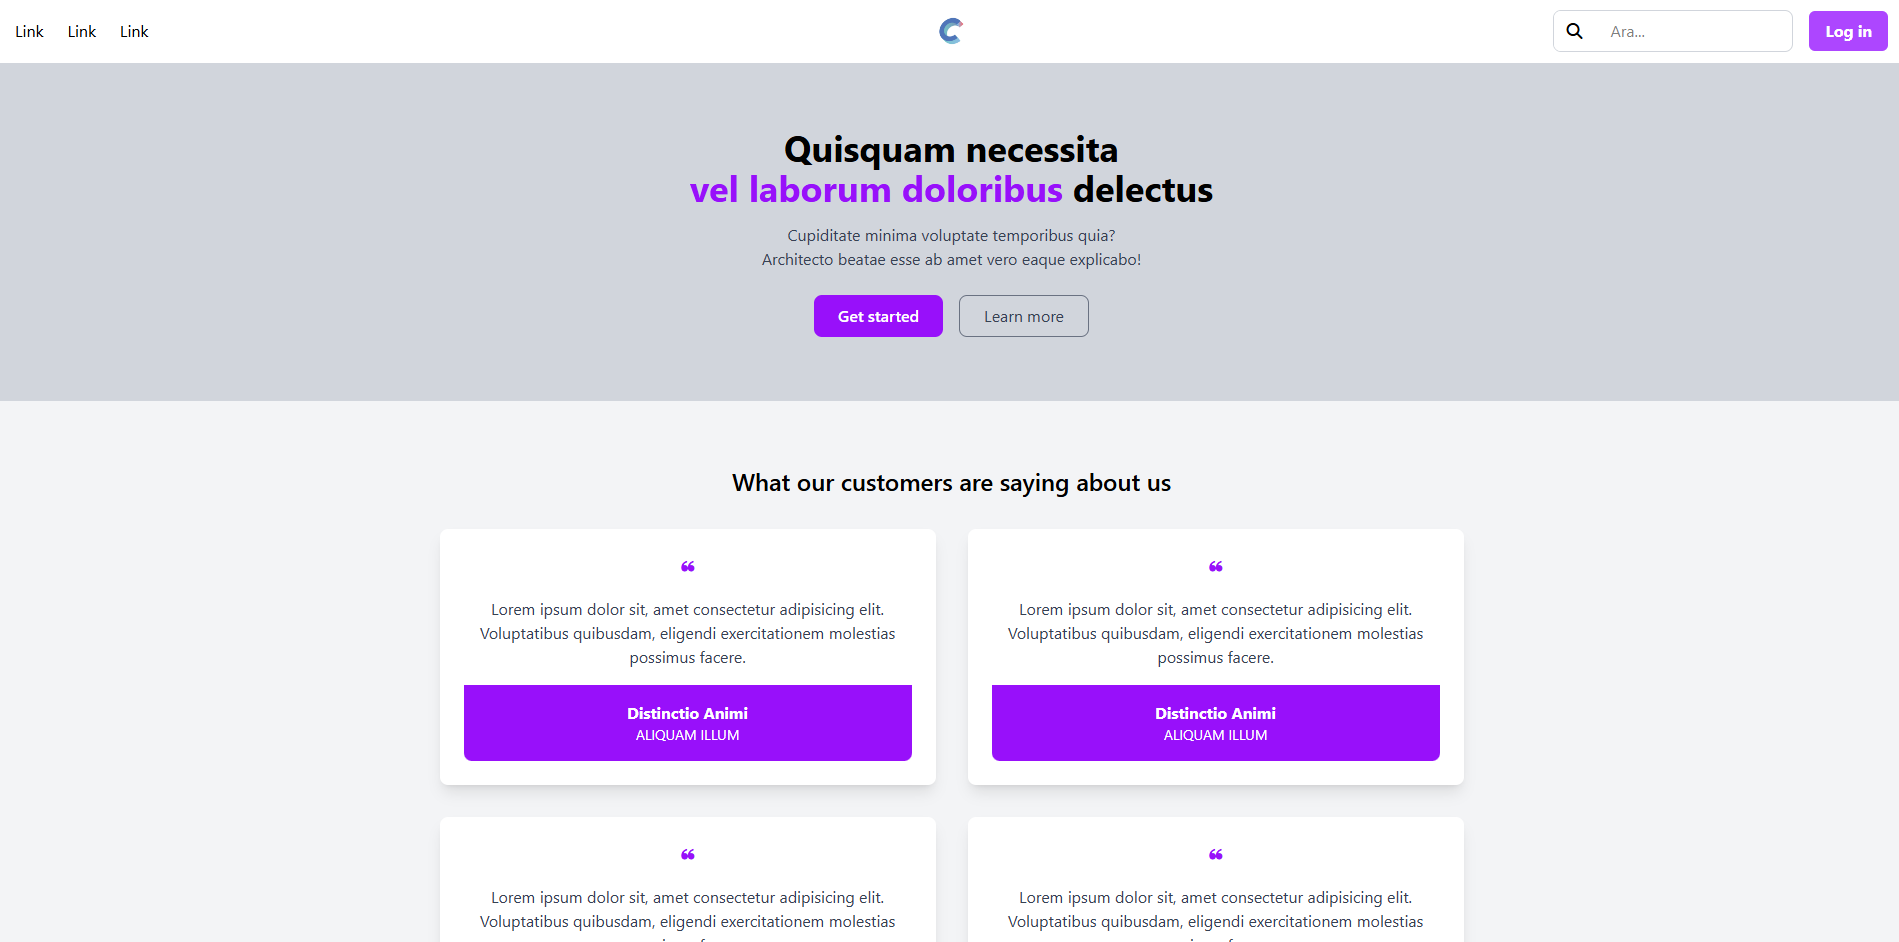 Link Link Link
Ara...
Log in
Quisquam necessita
vel laborum doloribus delectus
Cupiditate minima voluptate temporibus quia?
Architecto beatae esse ab amet vero eaque explicabo!
Get started
Learn more
What our customers are saying about us
❝
Lorem ipsum dolor sit, amet consectetur adipisicing elit.
Voluptatibus quibusdam, eligendi exercitationem molestias
possimus facere.
Distinctio Animi
ALIQUAM ILLUM
❝
Lorem ipsum dolor sit, amet consectetur adipisicing elit.
Voluptatibus quibusdam, eligendi exercitationem molestias
possimus facere.
Distinctio Animi
ALIQUAM ILLUM
❝
Lorem ipsum dolor sit, amet consectetur adipisicing elit.
Voluptatibus quibusdam, eligendi exercitationem molestias
❝
Lorem ipsum dolor sit, amet consectetur adipisicing elit.
Voluptatibus quibusdam, eligendi exercitationem molestias